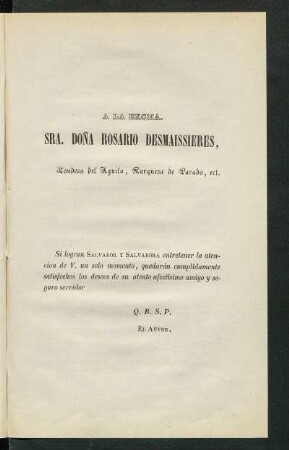 A LA EXCMA.
SRA. DOÑA ROSARIO DESMAISSIERES,
Condesa del Aguila, Marquesa de Parada, ect.
Si logran SALVADOR Y SALVADORA entretener la aten-
cion de V. un solo momento, quedarán cumplidamente
satisfechos los deseos de su atento afectísimo amigo y se-
guro servidor
Q. B. S. P.
EL AUTOR.